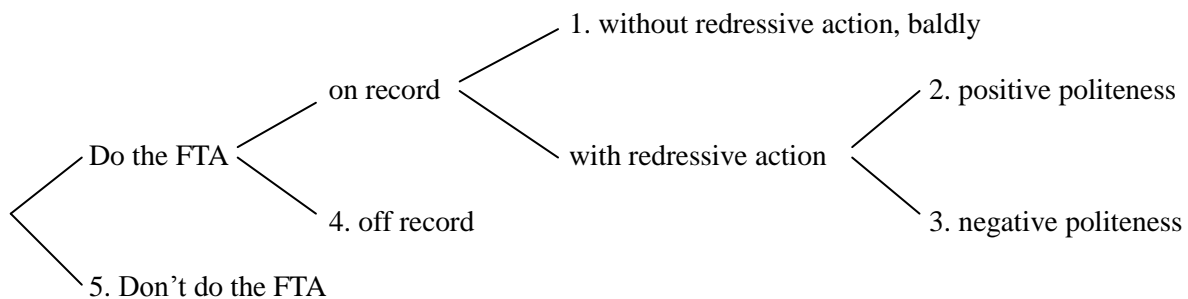 1. without redressive action, baldly
on record
2. positive politeness
Do the FTA
with redressive action
4. off record
3. negative politeness
5. Don’t do the FTA